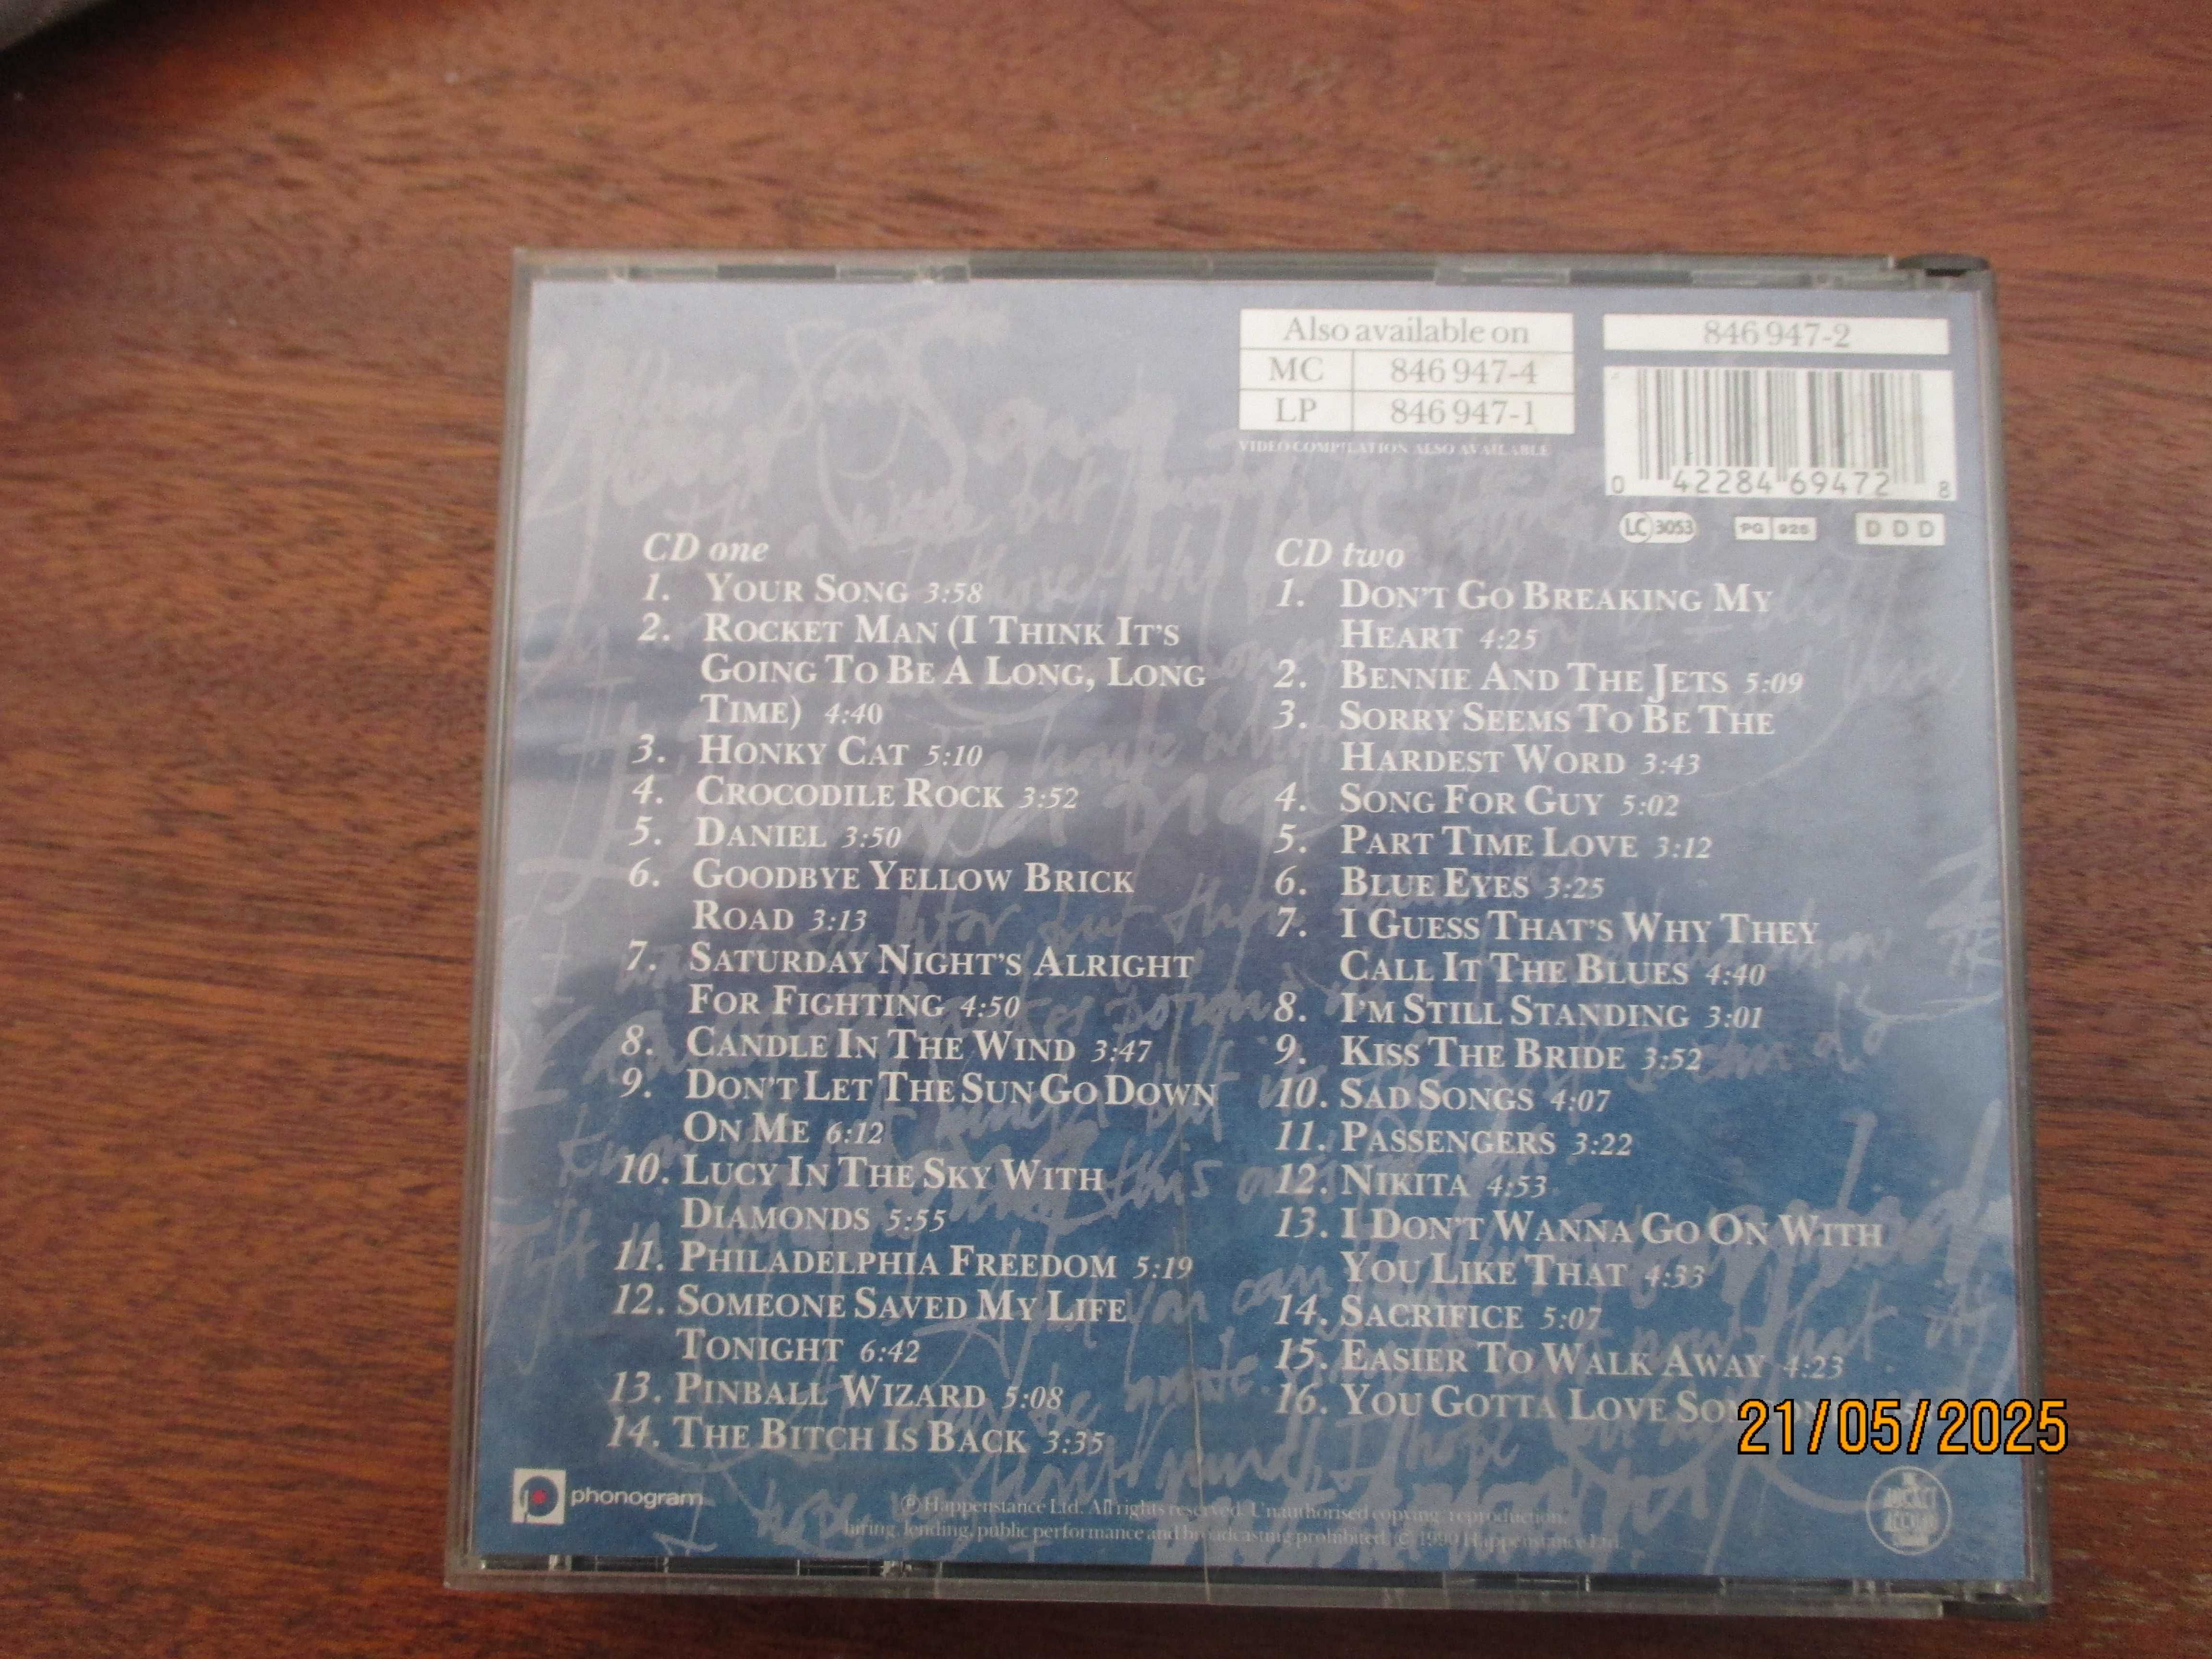 Also available on
MC 846 947-4
LP 846 947-1
VIDEO COMPILATION ALSO AVAILABLE
846 947-2
0 42284 69472 8
LC 3053
PG 925
D D D
CD one
1. YOUR SONG 3:58
2. ROCKET MAN (I THINK IT'S
GOING TO BE A LONG, LONG
TIME) 4:40
3. HONKY CAT 5:10
4. CROCODILE ROCK 3:52
5. DANIEL 3:50
6. GOODBYE YELLOW BRICK
ROAD 3:13
7. SATURDAY NIGHT'S ALRIGHT
FOR FIGHTING 4:50
8. CANDLE IN THE WIND 3:47
9. DON'T LET THE SUN GO DOWN
ON ME 6:12
10. LUCY IN THE SKY WITH
DIAMONDS 5:55
11. PHILADELPHIA FREEDOM 5:19
12. SOMEONE SAVED MY LIFE
TONIGHT 6:42
13. PINBALL WIZARD 5:08
14. THE BITCH IS BACK 3:35
CD two
1. DON'T GO BREAKING MY
HEART 4:25
2. BENNIE AND THE JETS 5:09
3. SORRY SEEMS TO BE THE
HARDEST WORD 3:43
4. SONG FOR GUY 5:02
5. PART TIME LOVE 3:12
6. BLUE EYES 3:25
7. I GUESS THAT'S WHY THEY
CALL IT THE BLUES 4:40
8. I'M STILL STANDING 3:01
9. KISS THE BRIDE 3:52
10. SAD SONGS 4:07
11. PASSENGERS 3:22
12. NIKITA 4:53
13. I DON'T WANNA GO ON WITH
YOU LIKE THAT 4:33
14. SACRIFICE 5:07
15. EASIER TO WALK AWAY 4:23
16. YOU GOTTA LOVE
21/05/2025
phonogram
Ⓟ Happenstance Ltd. All rights reserved. Unauthorised copying, reproduction,
hiring, lending, public performance and broadcasting prohibited. © 1990 Happenstance Ltd.